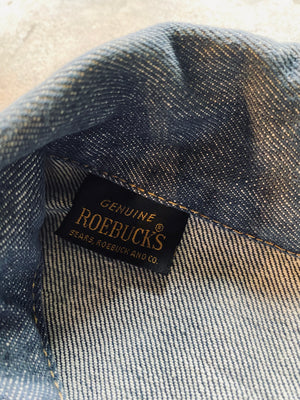 GENUINE
ROEBUCKS®
SEARS, ROEBUCK AND CO.